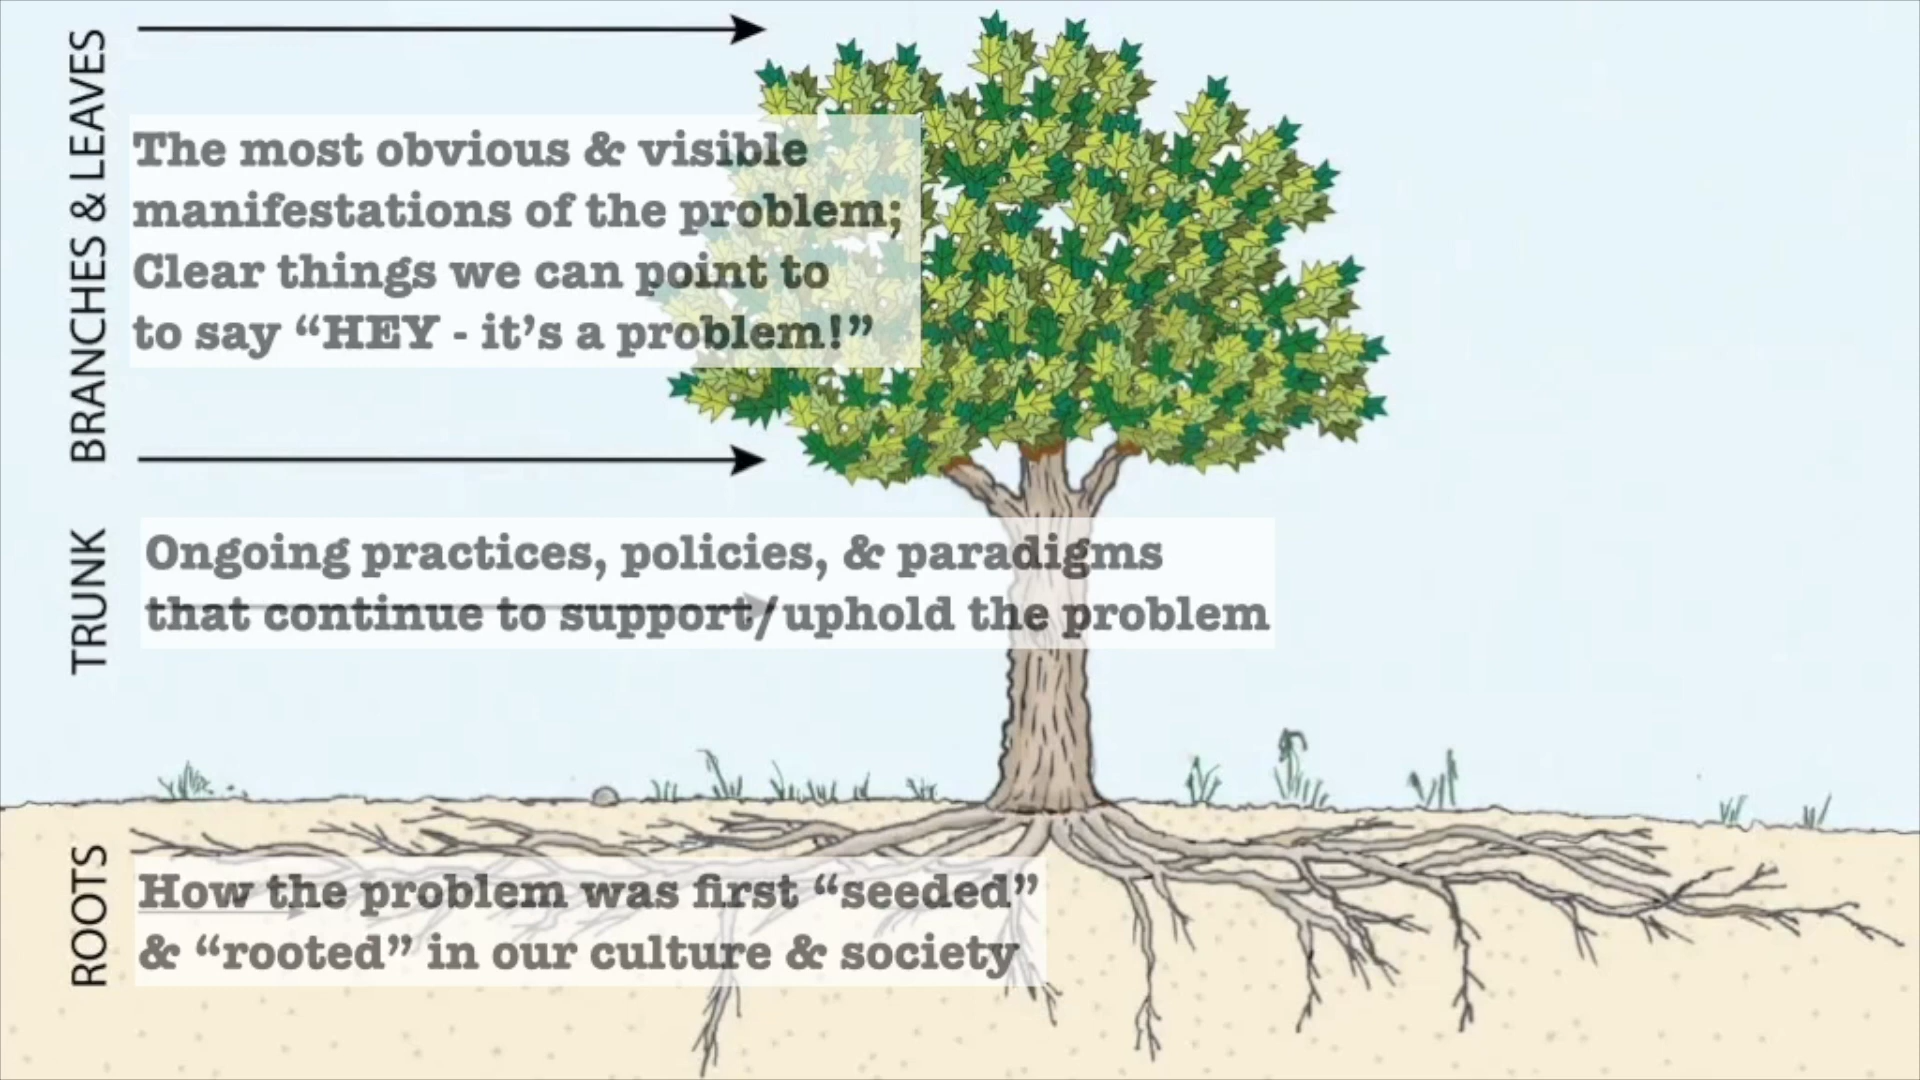 BRANCHES & LEAVES
The most obvious & visible
manifestations of the problem;
Clear things we can point to
to say “HEY - it’s a problem!”
TRUNK
Ongoing practices, policies, & paradigms
that continue to support/uphold the problem
ROOTS
How the problem was first “seeded”
& “rooted” in our culture & society